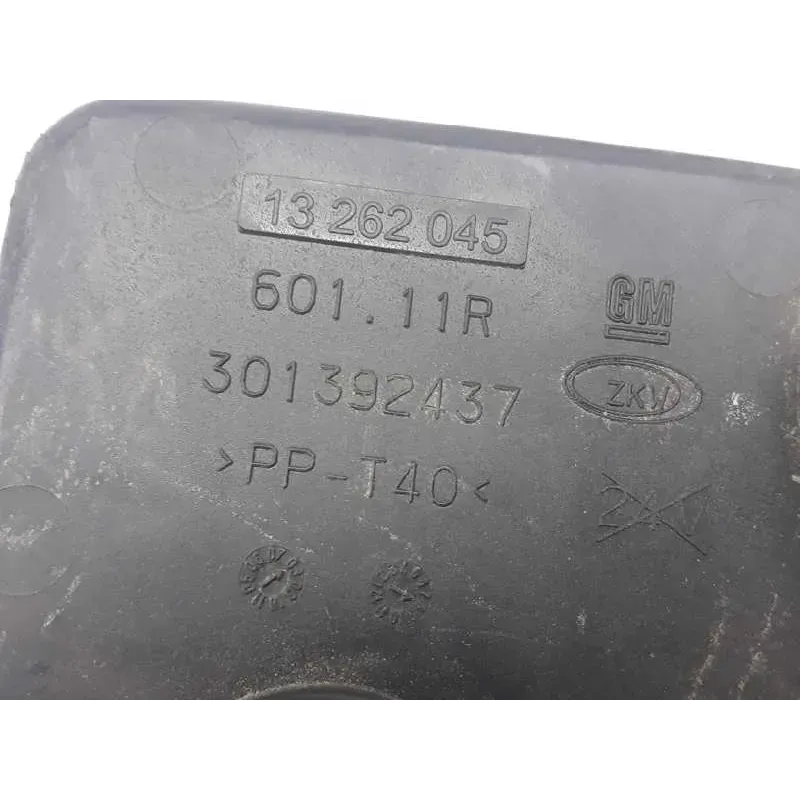 13 262 045
601.11R
GM
301392437
ZKW
>PP-T40<